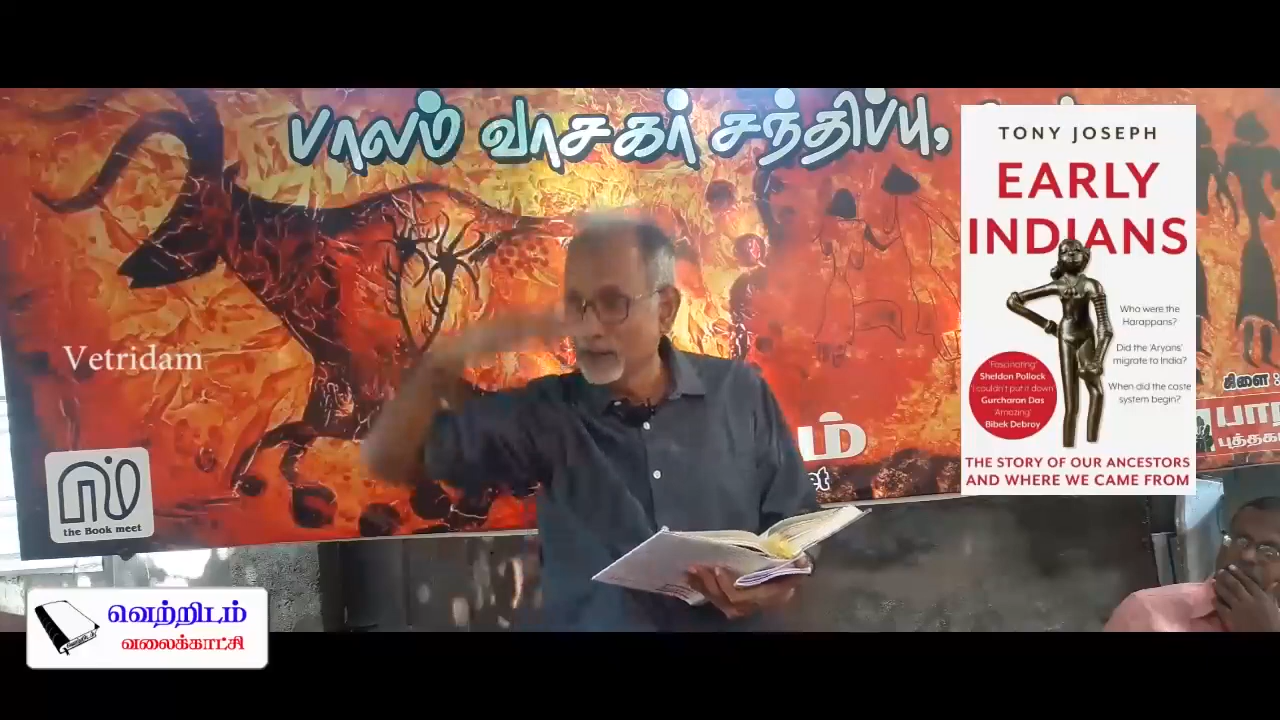 பாலம் வாசகர் சந்திப்பு,
TONY JOSEPH
EARLY
INDIANS
Who were the
Harappans?
Did the 'Aryans'
migrate to India?
When did the caste
system begin?
'Fascinating'
Sheldon Pollock
'I couldn't put it down'
Gurcharan Das
'Amazing'
Bibek Debroy
THE STORY OF OUR ANCESTORS
AND WHERE WE CAME FROM
Vetridam
the Book meet
கிளை :
வெற்றிடம்
வலைக்காட்சி